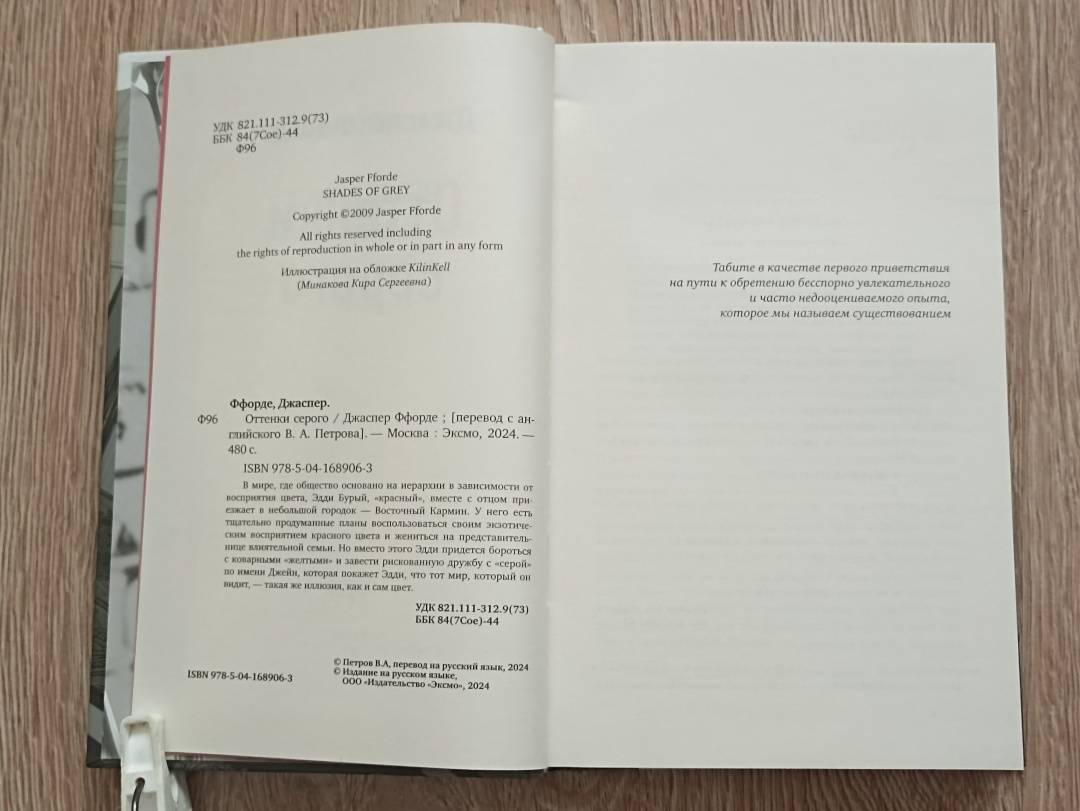 УДК 821.111-312.9(73)
ББК 84(7Сое)-44
Ф96
Jasper Fforde
SHADES OF GREY
Copyright ©2009 Jasper Fforde
All rights reserved including
the rights of reproduction in whole or in part in any form
Иллюстрация на обложке KilinKell
(Минакова Кира Сергеевна)
Ффорде, Джаспер.
Ф96 Оттенки серого / Джаспер Ффорде ; [перевод с ан-
глийского В. А. Петрова]. — Москва : Эксмо, 2024. —
480 с.
ISBN 978-5-04-168906-3
В мире, где общество основано на иерархии в зависимости от
восприятия цвета, Эдди Бурый, «красный», вместе с отцом при-
езжает в небольшой городок — Восточный Кармин. У него есть
тщательно продуманные планы воспользоваться своим экзотиче-
ским восприятием красного цвета и жениться на представитель-
нице влиятельной семьи. Но вместо этого Эдди придется бороться
с коварными «желтыми» и завести рискованную дружбу с «серой»
по имени Джейн, которая покажет Эдди, что тот мир, который он
видит, — такая же иллюзия, как и сам цвет.
УДК 821.111-312.9(73)
ББК 84(7Сое)-44
© Петров В.А, перевод на русский язык, 2024
© Издание на русском языке,
ООО «Издательство «Эксмо», 2024
ISBN 978-5-04-168906-3
Табите в качестве первого приветствия
на пути к обретению бесспорно увлекательного
и часто недооцениваемого опыта,
которое мы называем существованием